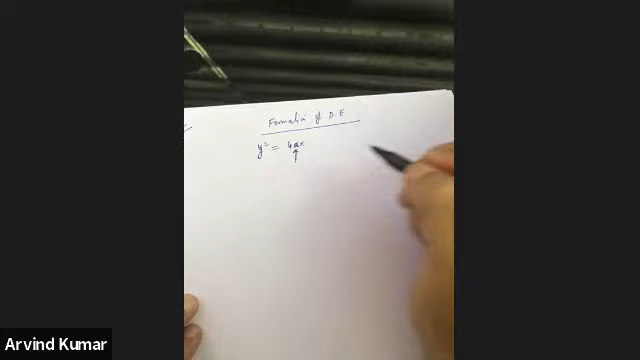 Formation of D.E
y² = 4ax
Arvind Kumar